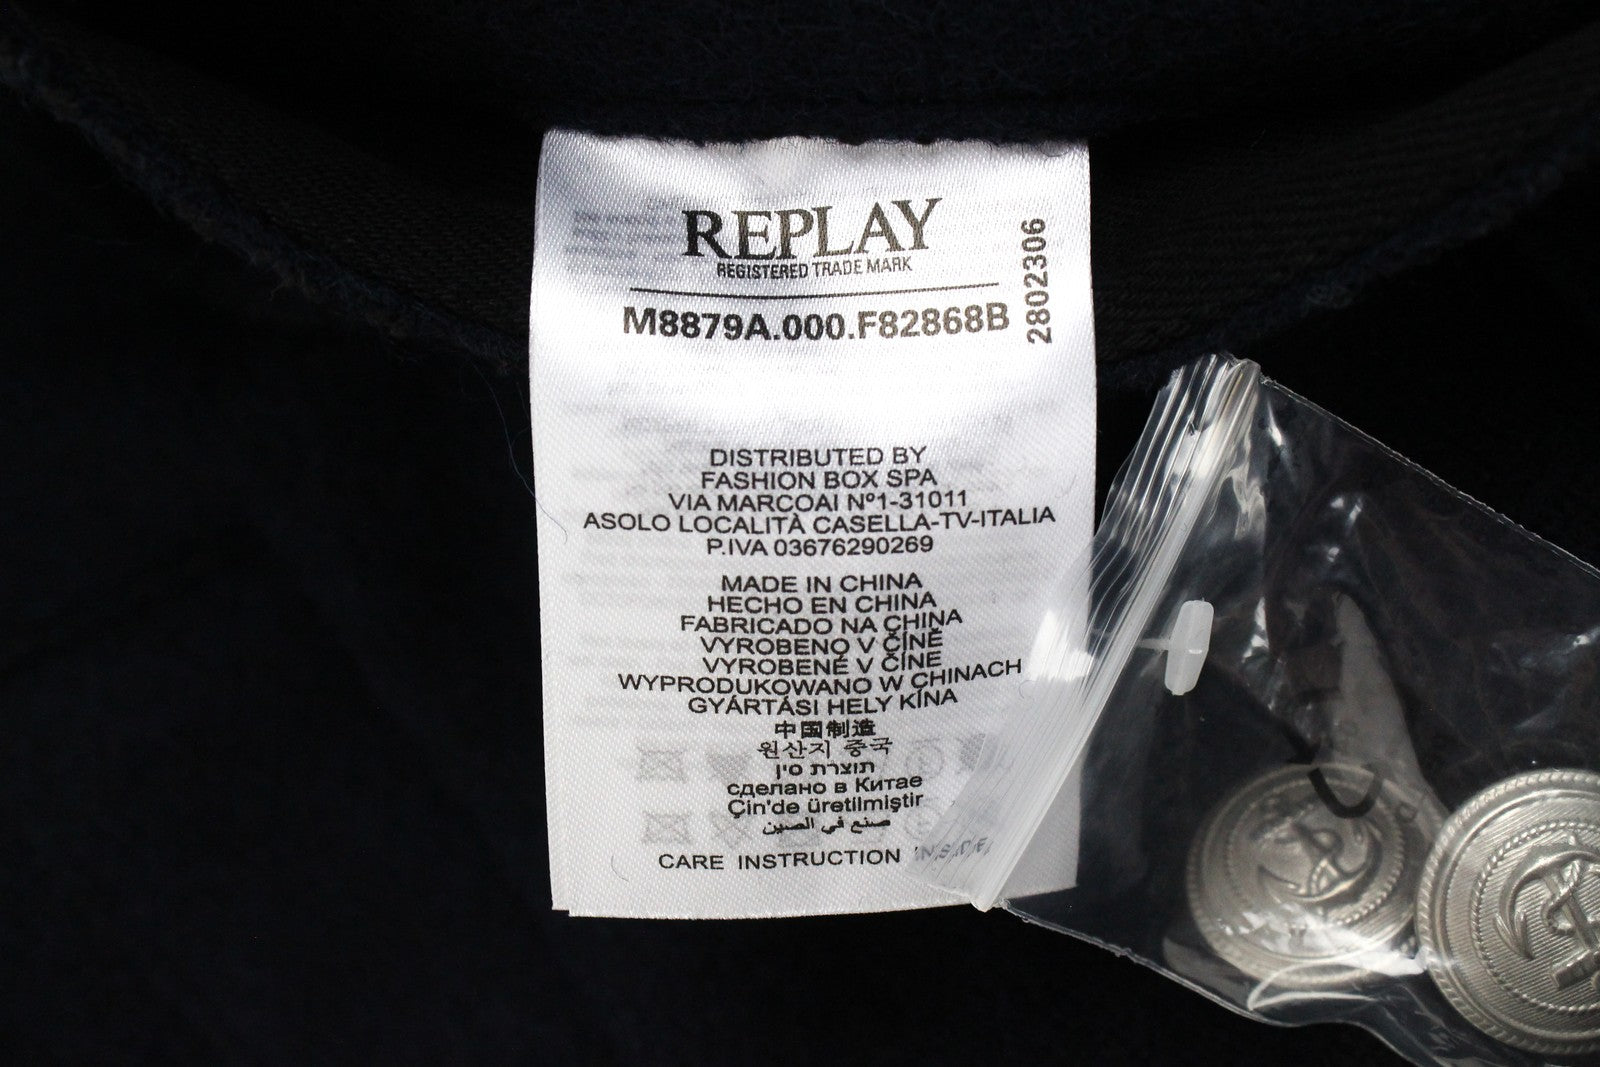 REPLAY
REGISTERED TRADE MARK
M8879A.000.F82868B
2802306
DISTRIBUTED BY
FASHION BOX SPA
VIA MARCOAI Nº1-31011
ASOLO LOCALITÀ CASELLA-TV-ITALIA
P.IVA 03676290269
MADE IN CHINA
HECHO EN CHINA
FABRICADO NA CHINA
VYROBENO V ČÍNĚ
VYROBENÉ V ČÍNE
WYPRODUKOWANO W CHINACH
GYÁRTÁSI HELY KÍNA
中国制造
원산지 중국
תוצרת סין
сделано в Китае
Çin'de üretilmiştir
صنع في الصين
CARE INSTRUCTION INSIDE